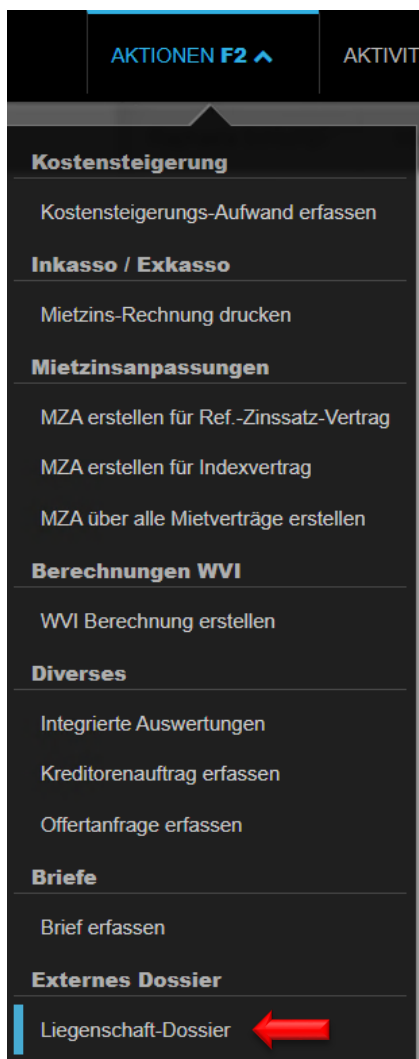 AKTIONEN F2 AKTIVIT
Kostensteigerung
Kostensteigerungs-Aufwand erfassen
Inkasso / Exkasso
Mietzins-Rechnung drucken
Mietzinsanpassungen
MZA erstellen für Ref.-Zinssatz-Vertrag
MZA erstellen für Indexvertrag
MZA über alle Mietverträge erstellen
Berechnungen WVI
WVI Berechnung erstellen
Diverses
Integrierte Auswertungen
Kreditorenauftrag erfassen
Offertanfrage erfassen
Briefe
Brief erfassen
Externes Dossier
Liegenschaft-Dossier